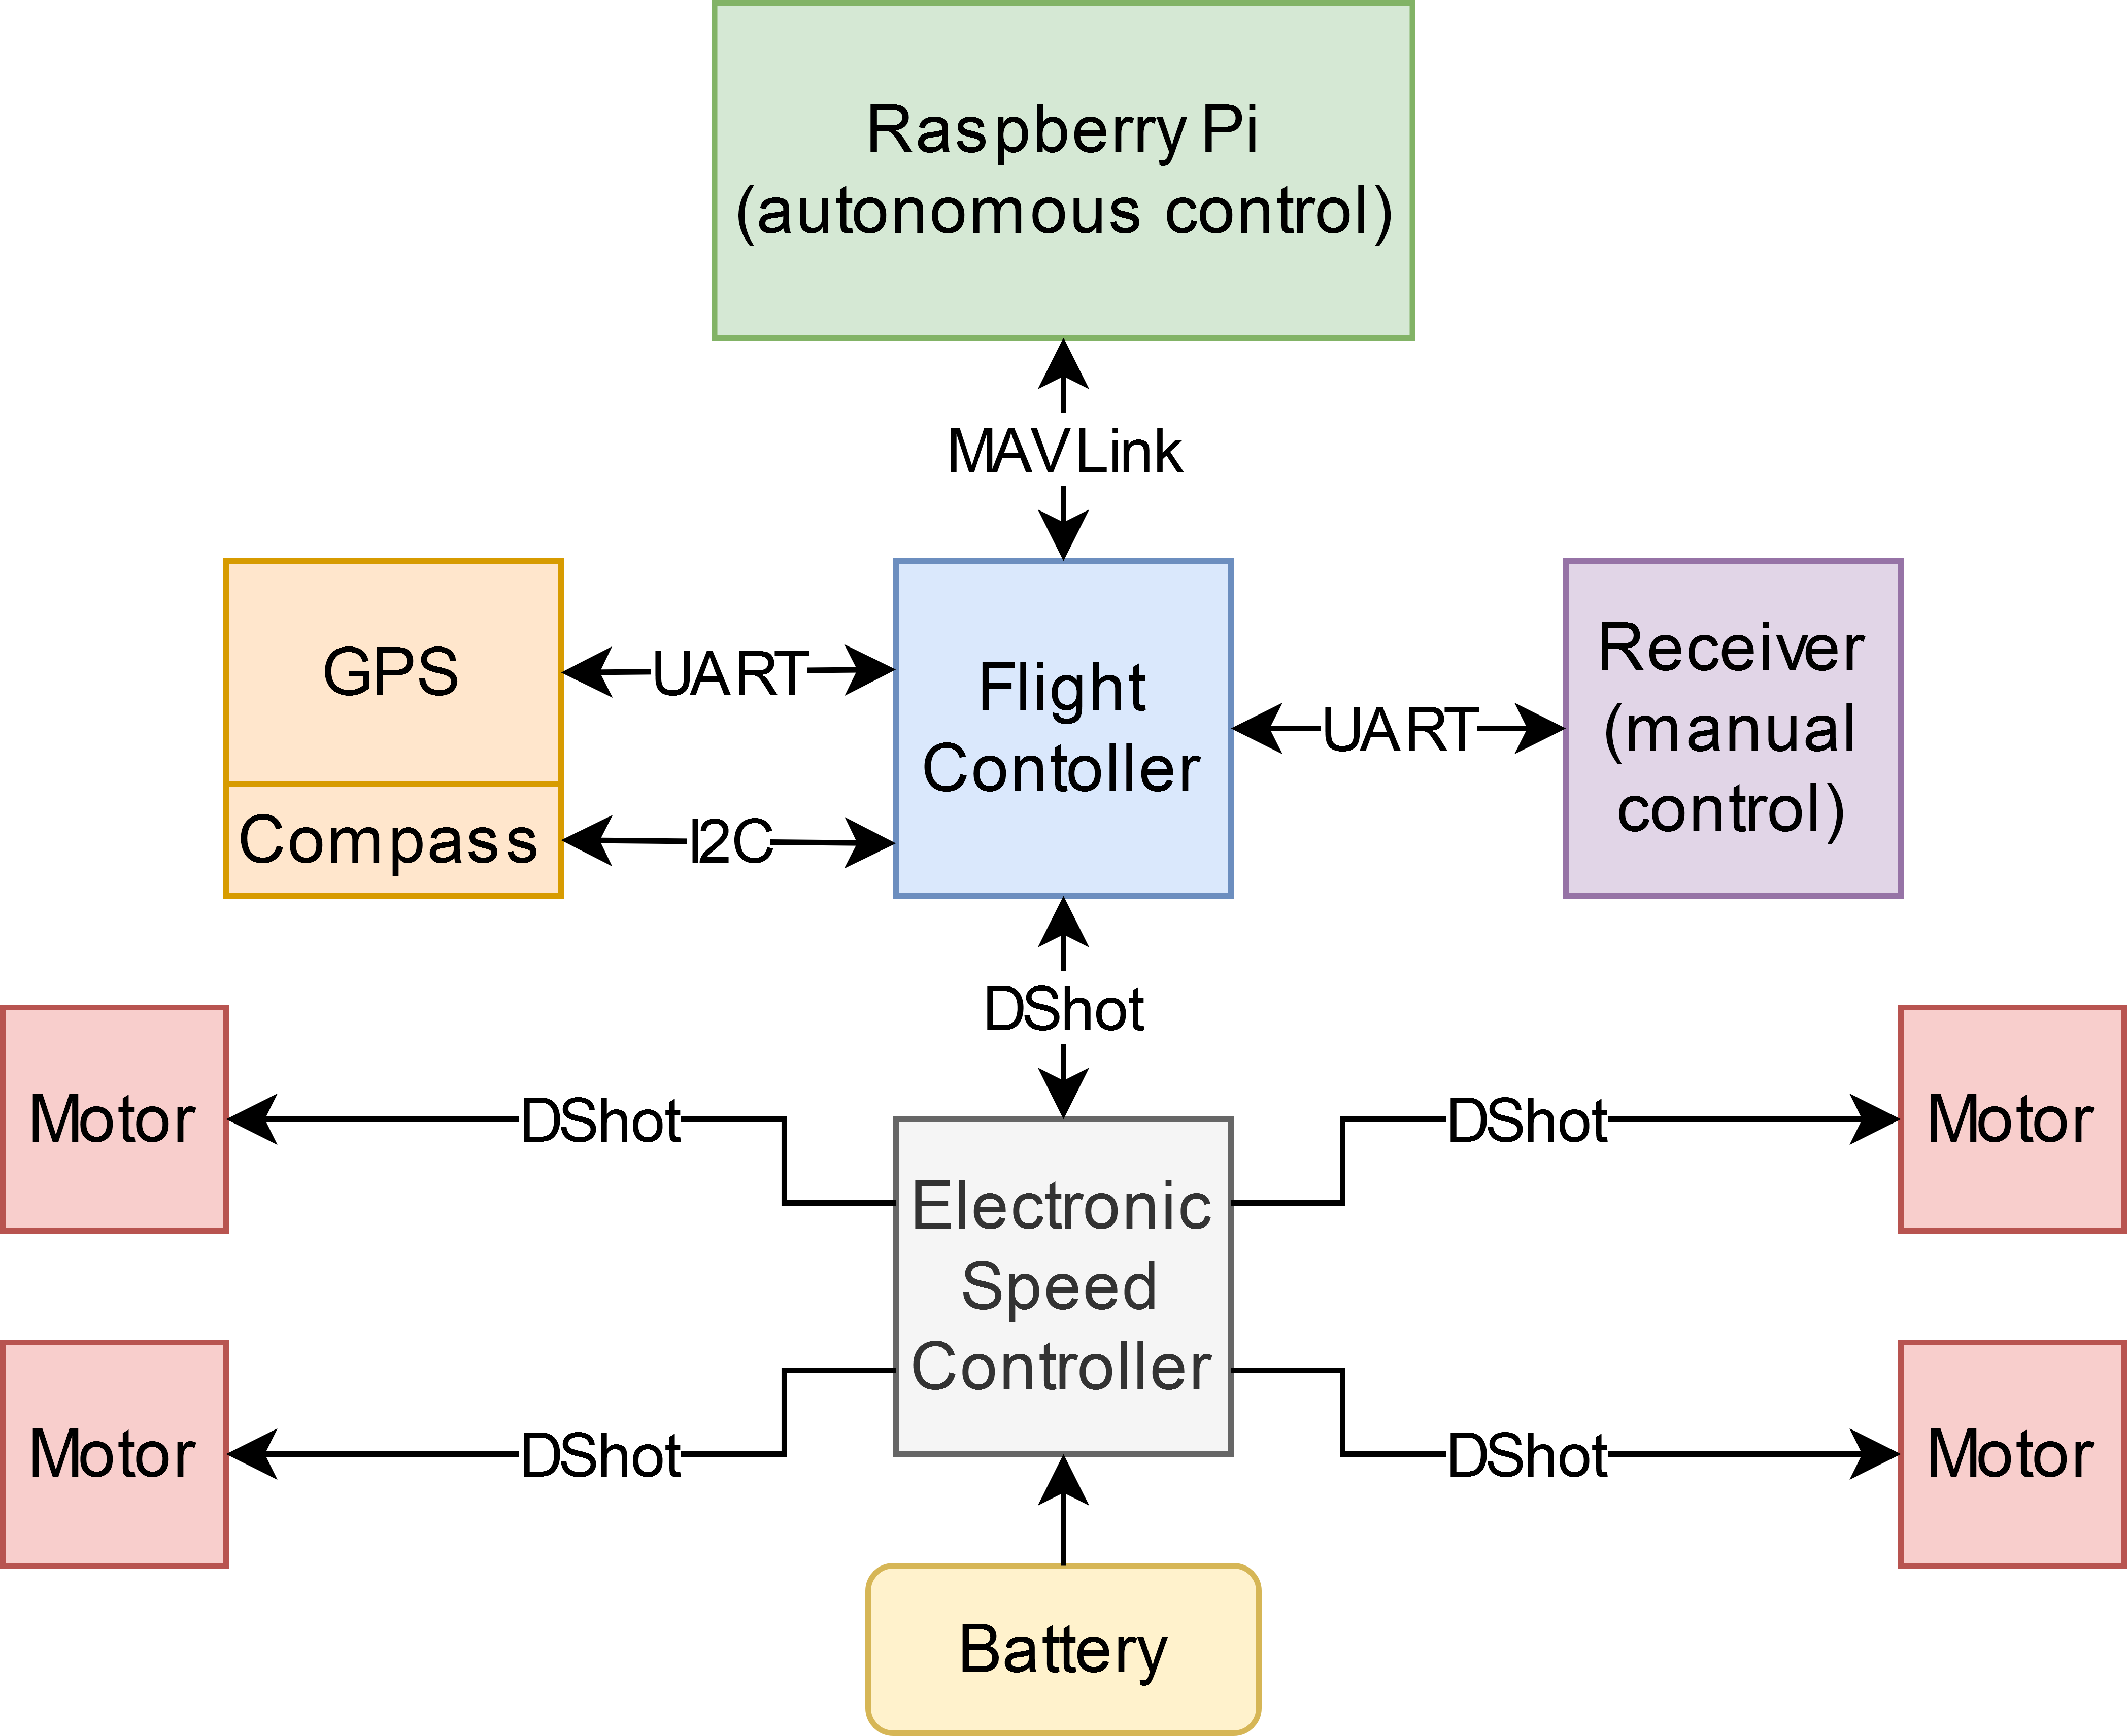 Raspberry Pi
(autonomous control)
MAVLink
GPS
UART
Flight
Contoller
UART
Receiver
(manual
control)
Compass
I2C
DShot
Motor
DShot
DShot
Motor
Electronic
Speed
Controller
Motor
DShot
DShot
Motor
Battery